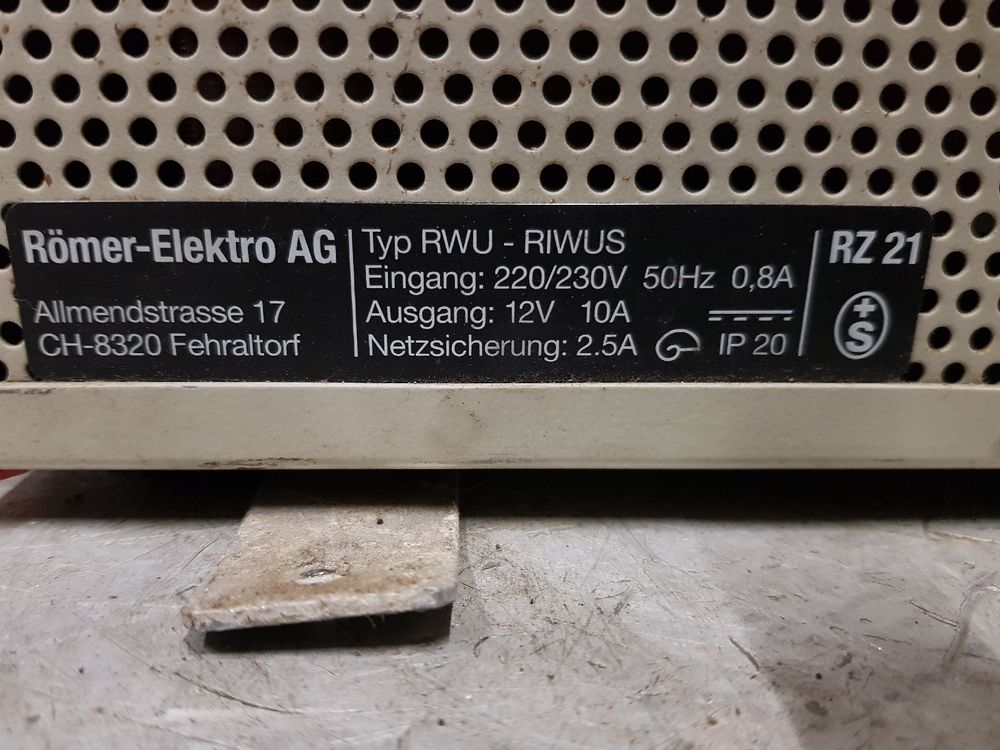 Römer-Elektro AG
Allmendstrasse 17
CH-8320 Fehraltorf
Typ RWU - RIWUS
Eingang: 220/230V 50Hz 0,8A
Ausgang: 12V 10A
Netzsicherung: 2.5A IP 20
RZ 21
+S